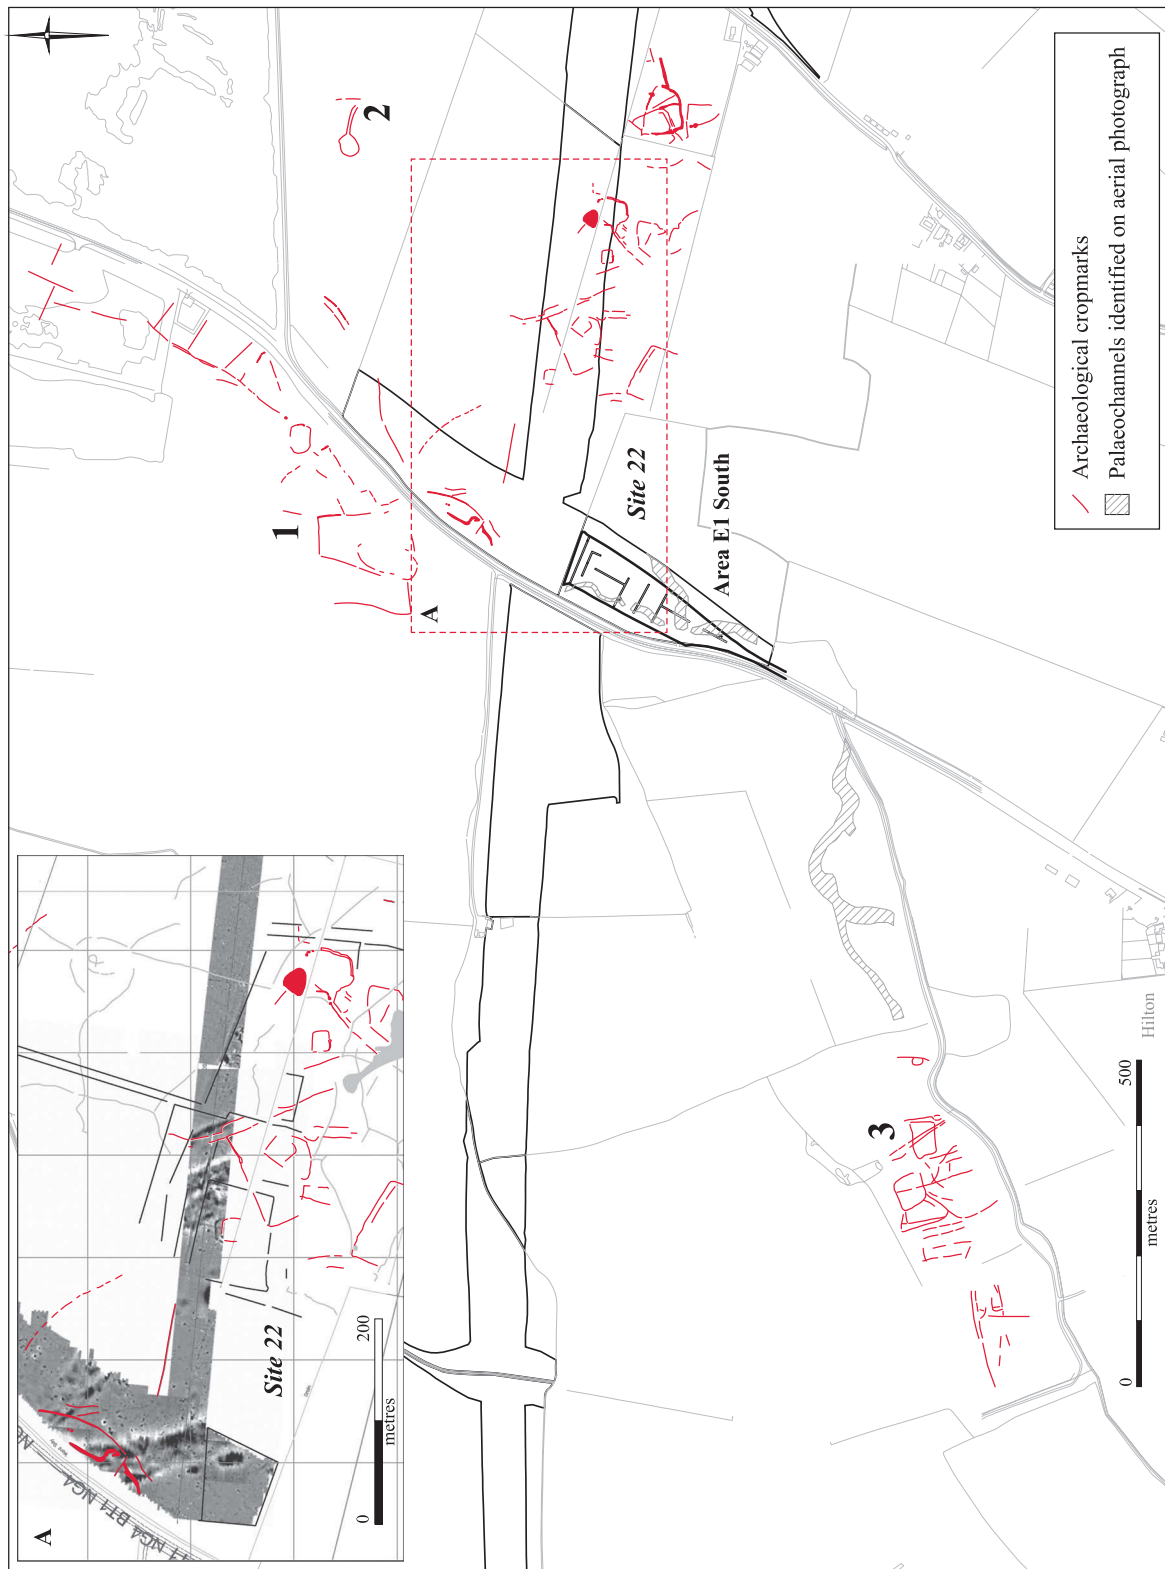 A
Site 22
0
200
metres
1
2
A
Site 22
Area E1 South
3
0
500
metres
Hilton
Archaeological cropmarks
Palaeochannels identified on aerial photograph